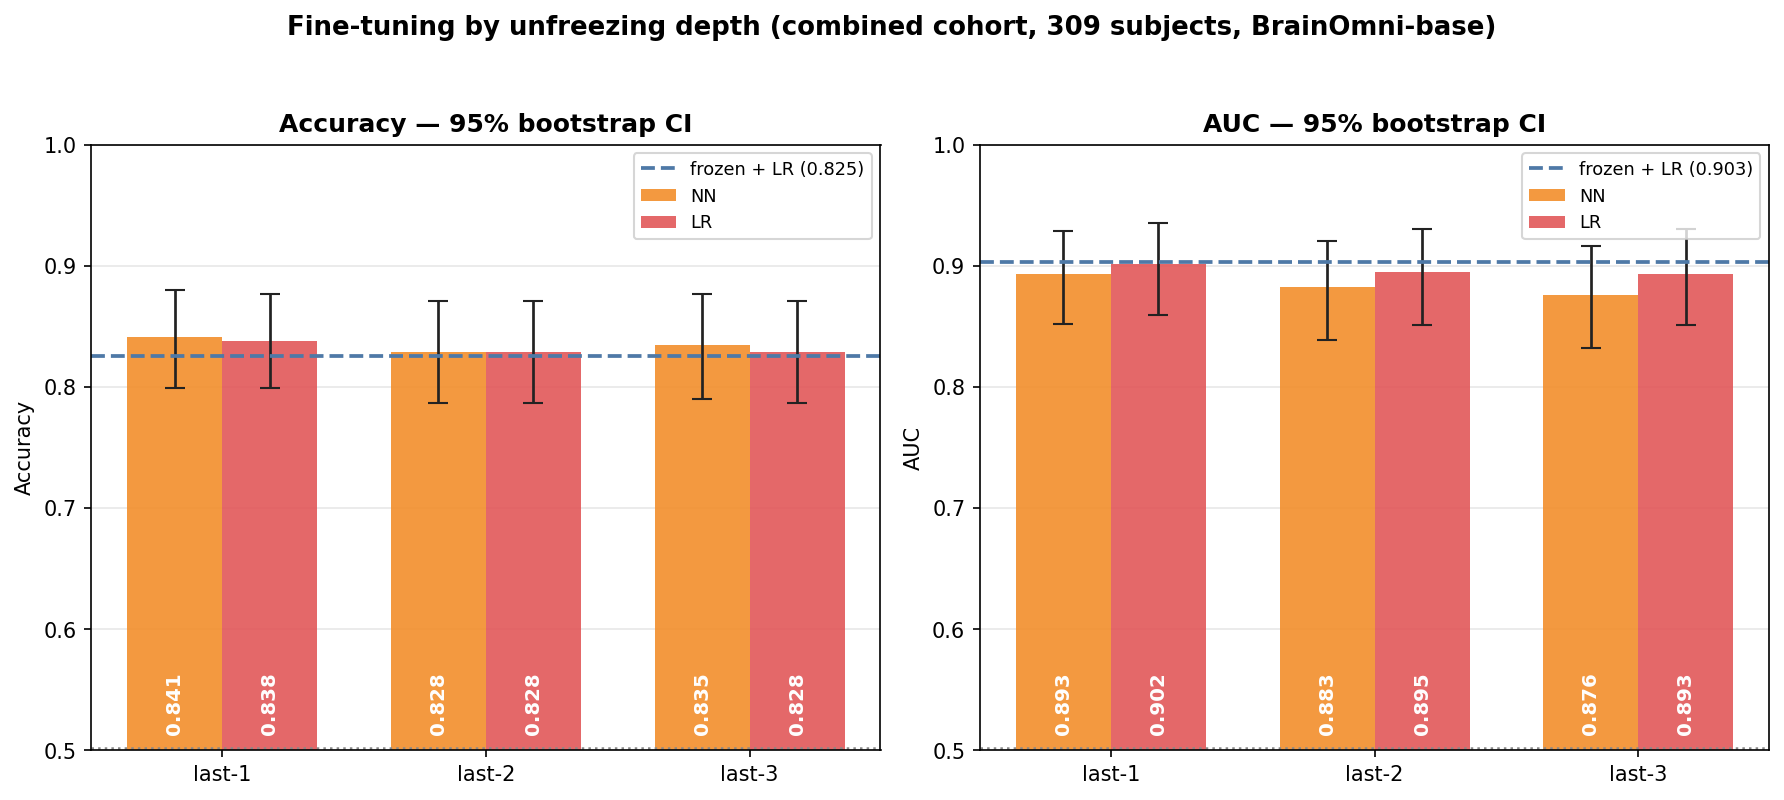 Fine-tuning by unfreezing depth (combined cohort, 309 subjects, BrainOmni-base)
Accuracy — 95% bootstrap CI
frozen + LR (0.825)
NN
LR
Accuracy
1.0
0.9
0.8
0.7
0.6
0.5
0.841
0.838
0.828
0.828
0.835
0.828
last-1
last-2
last-3
AUC — 95% bootstrap CI
frozen + LR (0.903)
NN
LR
AUC
1.0
0.9
0.8
0.7
0.6
0.5
0.893
0.902
0.883
0.895
0.876
0.893
last-1
last-2
last-3